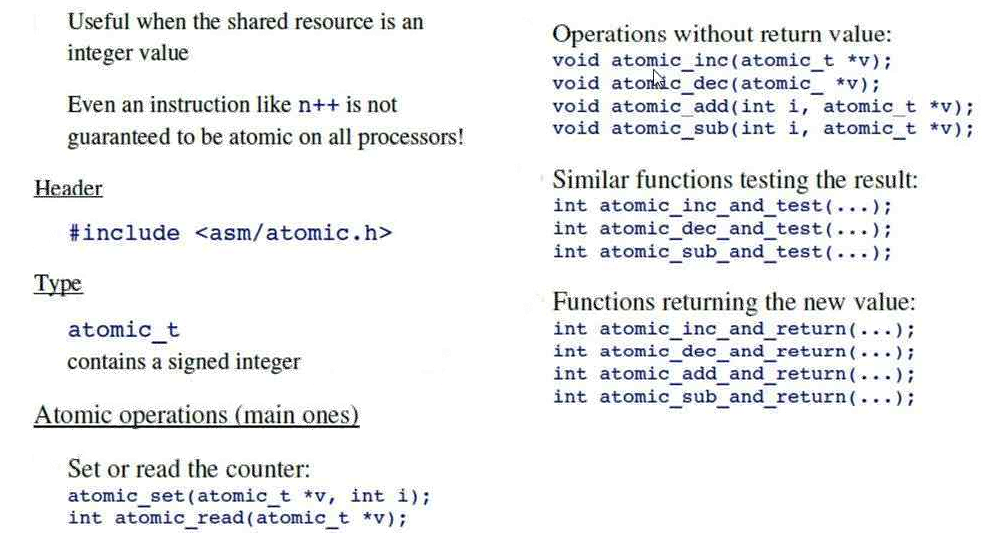 Useful when the shared resource is an
integer value
Even an instruction like n++ is not
guaranteed to be atomic on all processors!
Header
#include <asm/atomic.h>
Type
atomic_t
contains a signed integer
Atomic operations (main ones)
Set or read the counter:
atomic_set(atomic_t *v, int i);
int atomic_read(atomic_t *v);
Operations without return value:
void atomic_inc(atomic_t *v);
void atomic_dec(atomic_ *v);
void atomic_add(int i, atomic_t *v);
void atomic_sub(int i, atomic_t *v);
Similar functions testing the result:
int atomic_inc_and_test(...);
int atomic_dec_and_test(...);
int atomic_sub_and_test(...);
Functions returning the new value:
int atomic_inc_and_return(...);
int atomic_dec_and_return(...);
int atomic_add_and_return(...);
int atomic_sub_and_return(...);